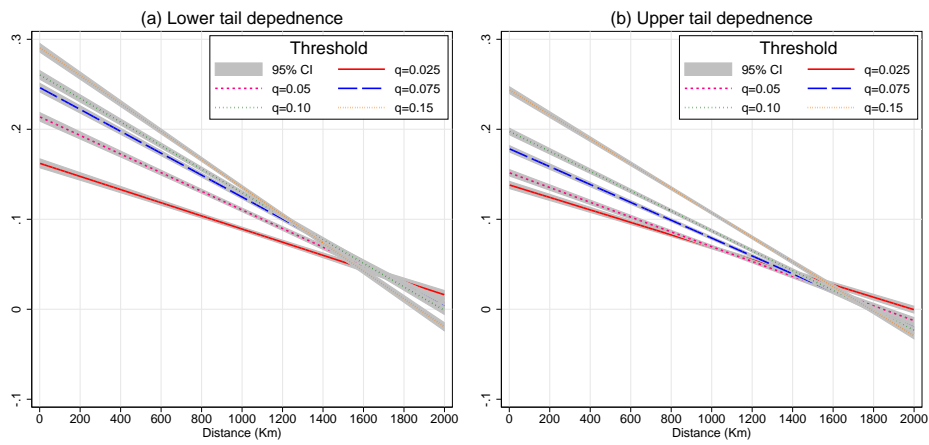 (a) Lower tail depednence
Threshold
95% CI q=0.025
q=0.05 q=0.075
q=0.10 q=0.15
.3
.2
.1
0
-.1
0 200 400 600 800 1000 1200 1400 1600 1800 2000
Distance (Km)
(b) Upper tail depednence
Threshold
95% CI q=0.025
q=0.05 q=0.075
q=0.10 q=0.15
.3
.2
.1
0
-.1
0 200 400 600 800 1000 1200 1400 1600 1800 2000
Distance (Km)